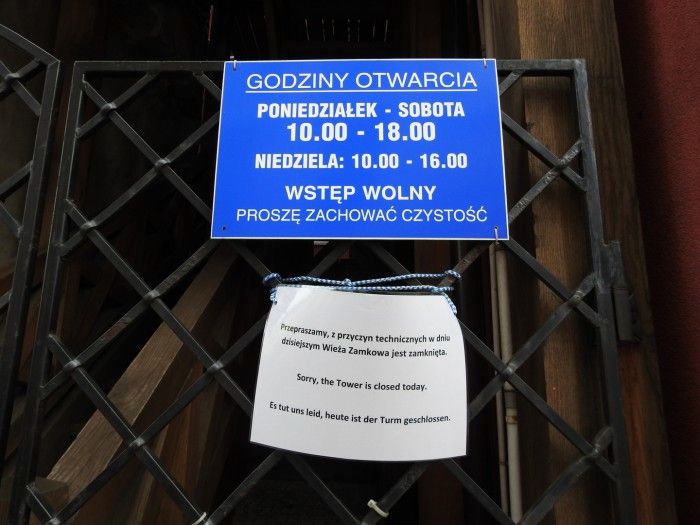 GODZINY OTWARCIA
PONIEDZIAŁEK - SOBOTA
10.00 - 18.00
NIEDZIELA: 10.00 - 16.00
WSTĘP WOLNY
PROSZĘ ZACHOWAĆ CZYSTOŚĆ
Przepraszamy, z przyczyn technicznych w dniu
dzisiejszym Wieża Zamkowa jest zamknięta.
Sorry, the Tower is closed today.
Es tut uns leid, heute ist der Turm geschlossen.